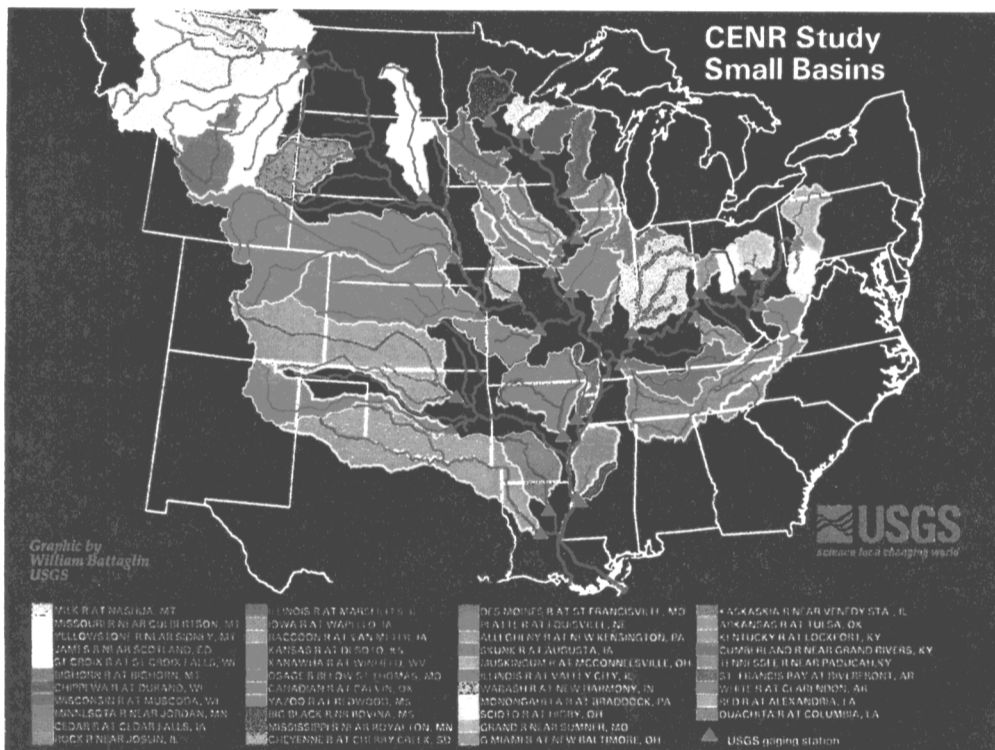 CENR Study
Small Basins
USGS
science for a changing world
Graphic by
William Battaglin
USGS
MILK R AT NASHUA, MT
MISSOURI R NEAR CULBERTSON, MT
YELLOWSTONE R NEAR SIDNEY, MT
JAMES R NEAR SCOTLAND, SD
ST CROIX R AT ST CROIX FALLS, WI
BIGHORN R AT BIGHORN, MT
CHIPPEWA R AT DURAND, WI
WISCONSIN R AT MUSCODA, WI
MINNESOTA R NEAR JORDAN, MN
CEDAR R AT CEDAR FALLS, IA
ROCK R NEAR JOSLIN, IL
ILLINOIS R AT MARSEILLES, IL
IOWA R AT WAPELLO, IA
RACCOON R AT VAN METER, IA
KANSAS R AT DESOTO, KS
KANAWHA R AT WINFIELD, WV
OSAGE R BELOW ST THOMAS, MO
CANADIAN R AT CALVIN, OK
YAZOO R AT REDWOOD, MS
BIG BLACK R NR BOVINA, MS
MISSISSIPPI R NEAR ROYALTON, MN
CHEYENNE R AT CHERRY CREEK, SD
DES MOINES R AT ST FRANCISVILLE, MO
PLATTE R AT LOUISVILLE, NE
ALLEGHENY R AT NEW KENSINGTON, PA
SKUNK R AT AUGUSTA, IA
MUSKINGUM R AT MCCONNELSVILLE, OH
ILLINOIS R AT VALLEY CITY, IL
WABASH R AT NEW HARMONY, IN
MONONGAHELA R AT BRADDOCK, PA
SCIOTO R AT HIGBY, OH
GRAND R NEAR SUMNER, MO
G MIAMI R AT NEW BALTIMORE, OH
KASKASKIA R NEAR VENEDY STA, IL
ARKANSAS R AT TULSA, OK
KENTUCKY R AT LOCKPORT, KY
CUMBERLAND R NEAR GRAND RIVERS, KY
TENNESSEE R NEAR PADUCAH, KY
ST. FRANCIS BAY AT RIVERFRONT, AR
WHITE R AT CLARENDON, AR
RED R AT ALEXANDRIA, LA
OUACHITA R AT COLUMBIA, LA
USGS gaging station